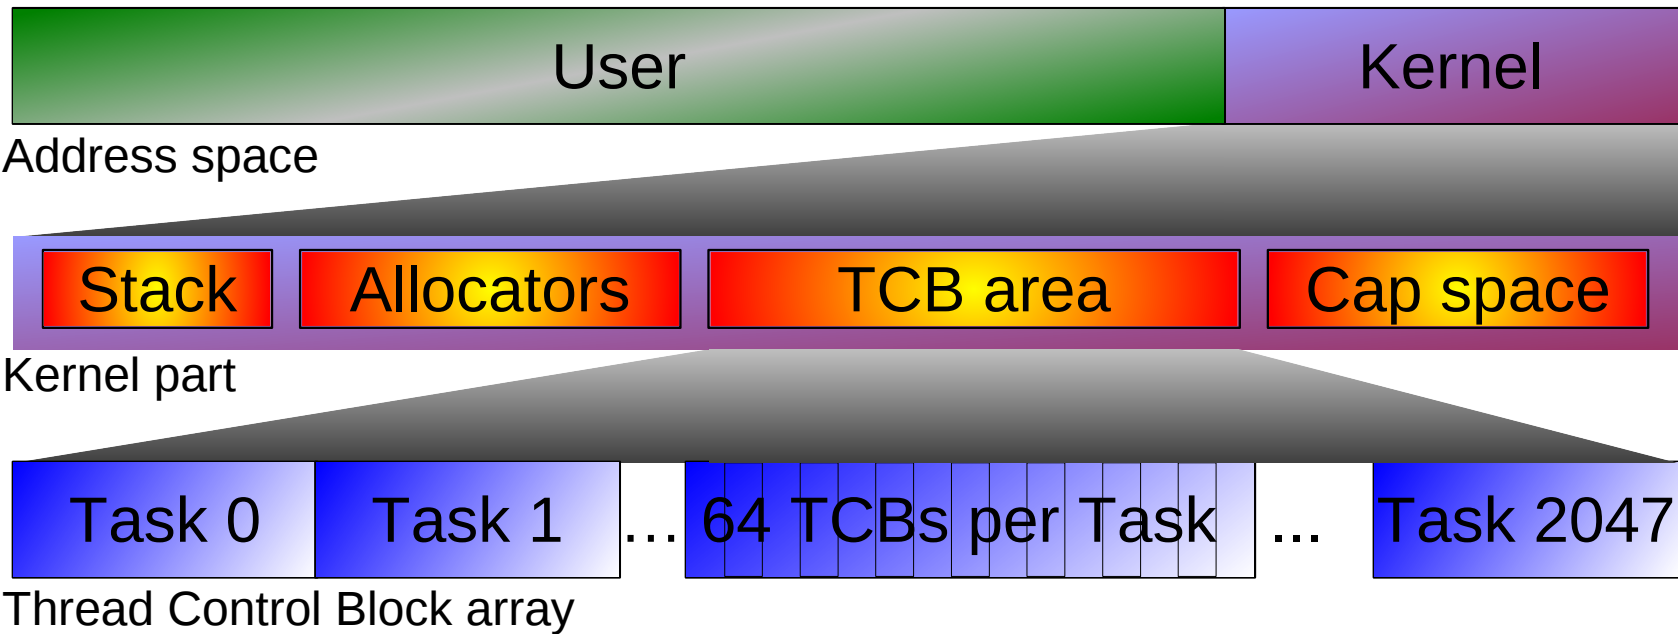 User Kernel
Address space
Stack Allocators TCB area Cap space
Kernel part
Task 0 Task 1 ... 64 TCBs per Task ... Task 2047
Thread Control Block array